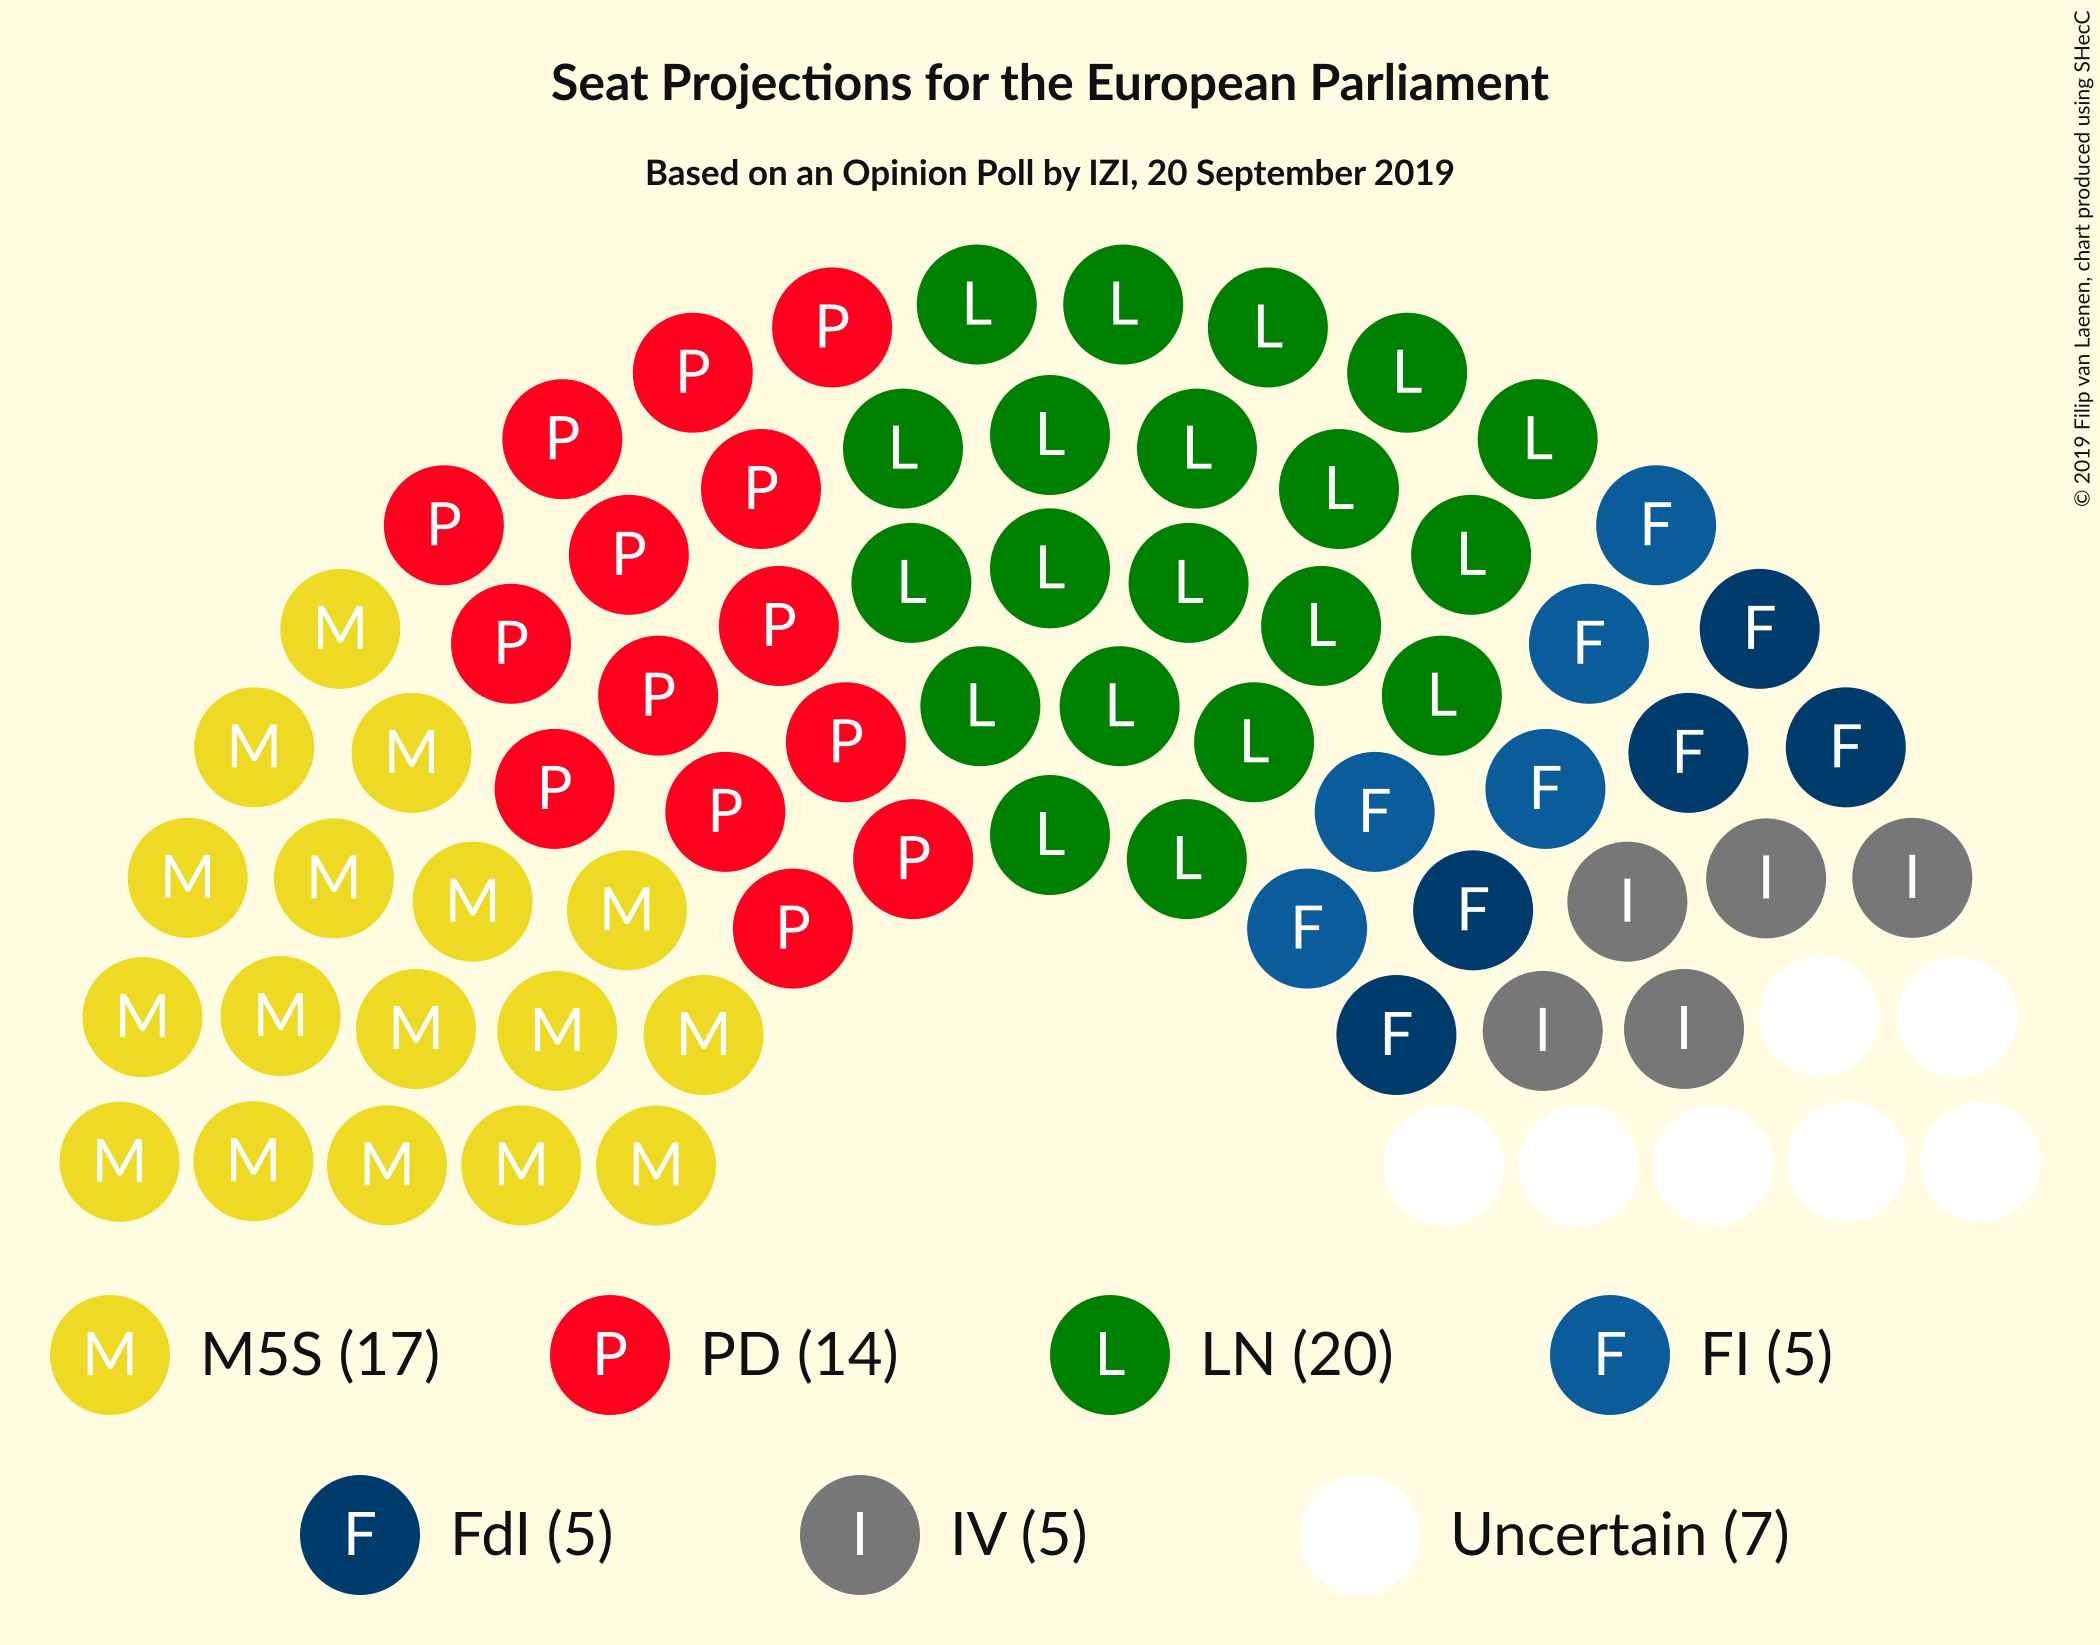 Seat Projections for the European Parliament
Based on an Opinion Poll by IZI, 20 September 2019
© 2019 Filip van Laenen, chart produced using SHecC
L L
P L
P L
P L
L
L L
P L
P F
P L
L
L L
P L
M F F
P F
P L
L L
P L
M M F F
P F
P F
L
P L
M M M M I I I
F
P F
M M M M M
F I I
M M M M M
M M5S (17) P PD (14) L LN (20) F FI (5)
F FdI (5) I IV (5) Uncertain (7)